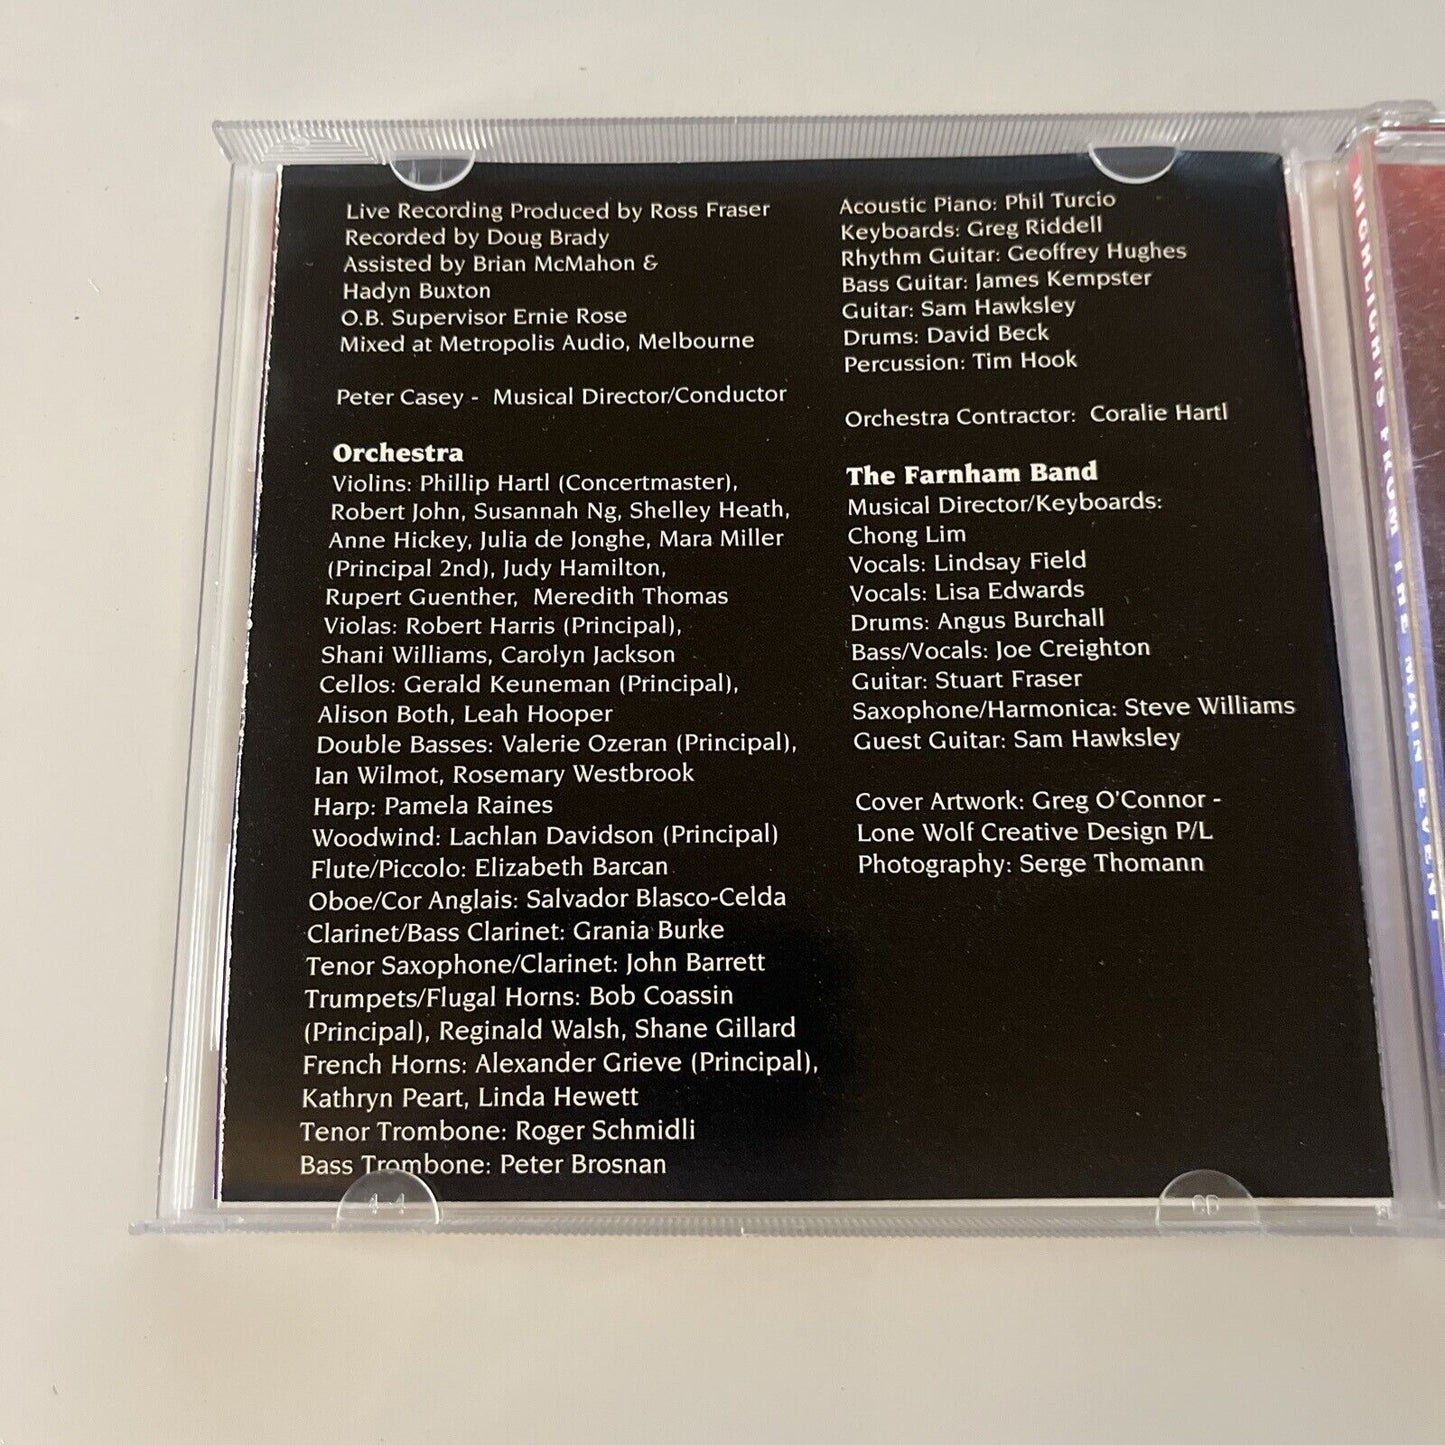 Live Recording Produced by Ross Fraser
Recorded by Doug Brady
Assisted by Brian McMahon &
Hadyn Buxton
O.B. Supervisor Ernie Rose
Mixed at Metropolis Audio, Melbourne
Peter Casey - Musical Director/Conductor
Orchestra
Violins: Phillip Hartl (Concertmaster),
Robert John, Susannah Ng, Shelley Heath,
Anne Hickey, Julia de Jonghe, Mara Miller
(Principal 2nd), Judy Hamilton,
Rupert Guenther, Meredith Thomas
Violas: Robert Harris (Principal),
Shani Williams, Carolyn Jackson
Cellos: Gerald Keuneman (Principal),
Alison Both, Leah Hooper
Double Basses: Valerie Ozeran (Principal),
Ian Wilmot, Rosemary Westbrook
Harp: Pamela Raines
Woodwind: Lachlan Davidson (Principal)
Flute/Piccolo: Elizabeth Barcan
Oboe/Cor Anglais: Salvador Blasco-Celda
Clarinet/Bass Clarinet: Grania Burke
Tenor Saxophone/Clarinet: John Barrett
Trumpets/Flugal Horns: Bob Coassin
(Principal), Reginald Walsh, Shane Gillard
French Horns: Alexander Grieve (Principal),
Kathryn Peart, Linda Hewett
Tenor Trombone: Roger Schmidli
Bass Trombone: Peter Brosnan
Acoustic Piano: Phil Turcio
Keyboards: Greg Riddell
Rhythm Guitar: Geoffrey Hughes
Bass Guitar: James Kempster
Guitar: Sam Hawksley
Drums: David Beck
Percussion: Tim Hook
Orchestra Contractor: Coralie Hartl
The Farnham Band
Musical Director/Keyboards:
Chong Lim
Vocals: Lindsay Field
Vocals: Lisa Edwards
Drums: Angus Burchall
Bass/Vocals: Joe Creighton
Guitar: Stuart Fraser
Saxophone/Harmonica: Steve Williams
Guest Guitar: Sam Hawksley
Cover Artwork: Greg O'Connor -
Lone Wolf Creative Design P/L
Photography: Serge Thomann
HIGHLIGHTS FROM THE MAIN EVENT
4-4
CD